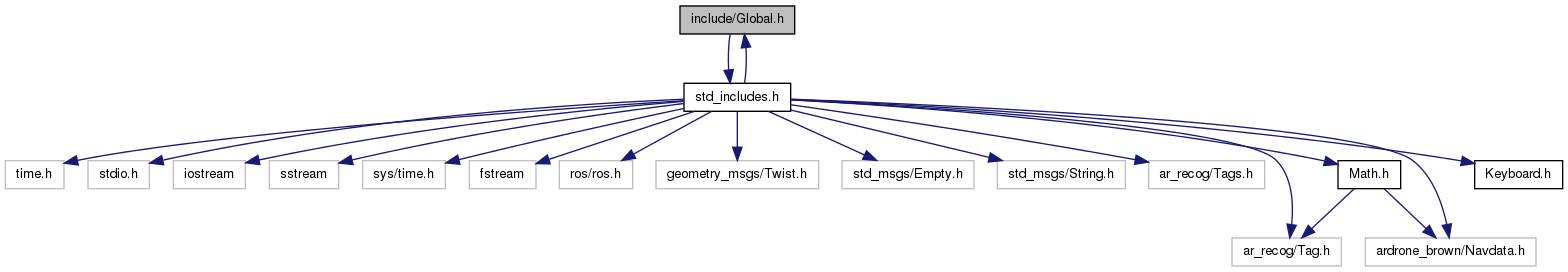 include/Global.h
std_includes.h
time.h
stdio.h
iostream
sstream
sys/time.h
fstream
ros/ros.h
geometry_msgs/Twist.h
std_msgs/Empty.h
std_msgs/String.h
ar_recog/Tags.h
Math.h
Keyboard.h
ar_recog/Tag.h
ardrone_brown/Navdata.h